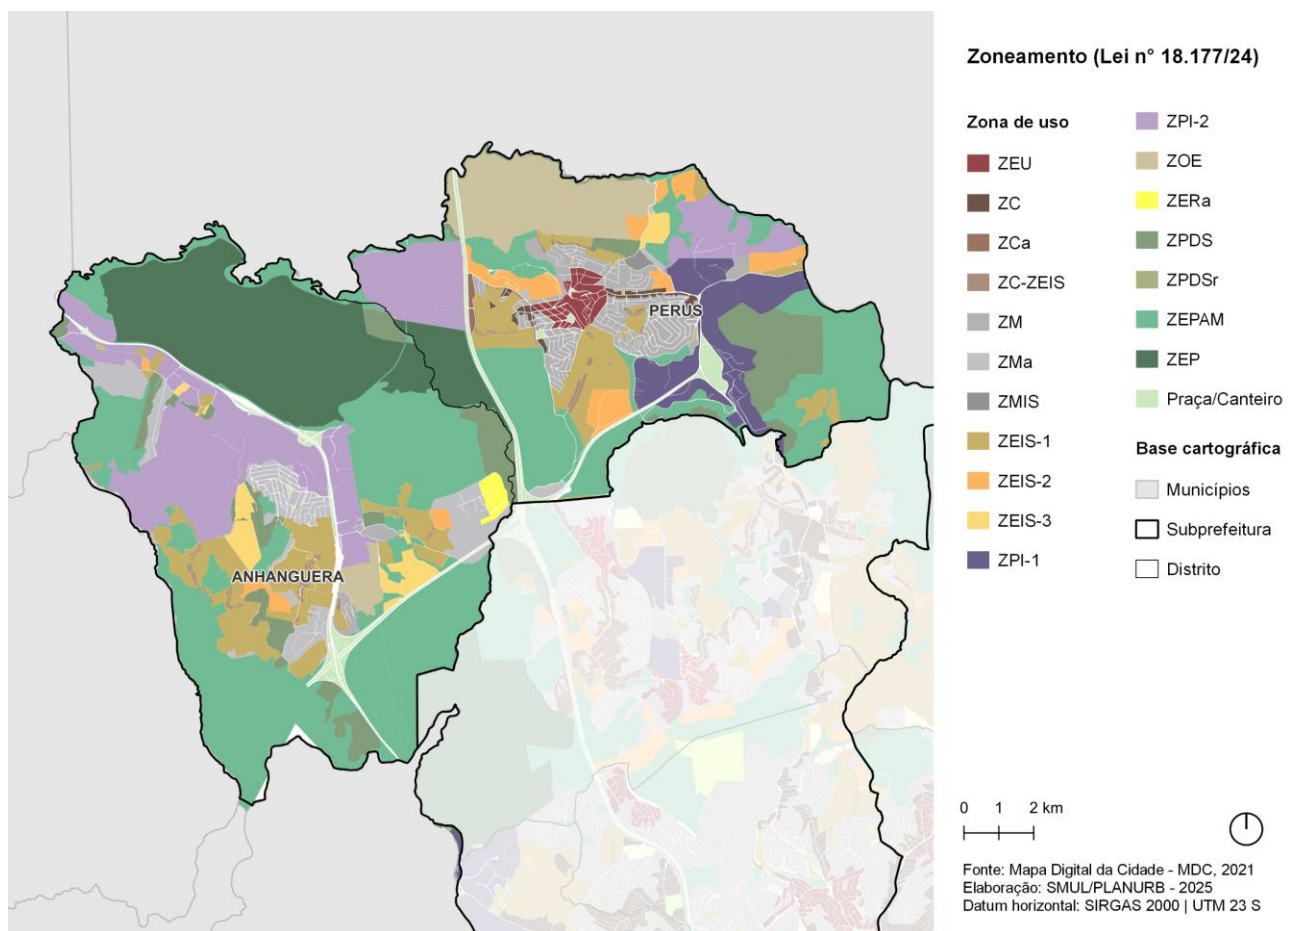 Zoneamento (Lei n° 18.177/24)
Zona de uso
ZEU
ZC
ZCa
ZC-ZEIS
ZM
ZMa
ZMIS
ZEIS-1
ZEIS-2
ZEIS-3
ZPI-1
ZPI-2
ZOE
ZERa
ZPDS
ZPDSr
ZEPAM
ZEP
Praça/Canteiro
Base cartográfica
Municípios
Subprefeitura
Distrito
PERUS
ANHANGUERA
0 1 2 km
Fonte: Mapa Digital da Cidade - MDC, 2021
Elaboração: SMUL/PLANURB - 2025
Datum horizontal: SIRGAS 2000 | UTM 23 S